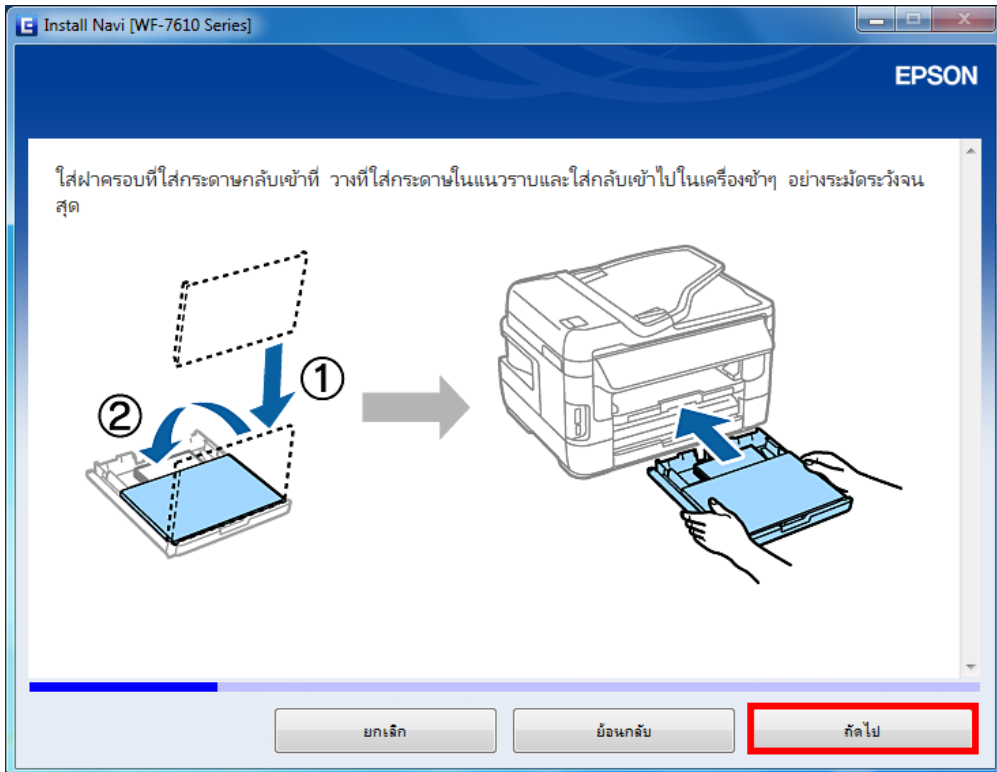 Install Navi [WF-7610 Series]
EPSON
ใส่ฝาครอบที่ใส่กระดาษกลับเข้าที่ วางที่ใส่กระดาษในแนวราบและใส่กลับเข้าไปในเครื่องช้าๆ อย่างระมัดระวังจน
สุด
①
②
ยกเลิก
ย้อนกลับ
ถัดไป